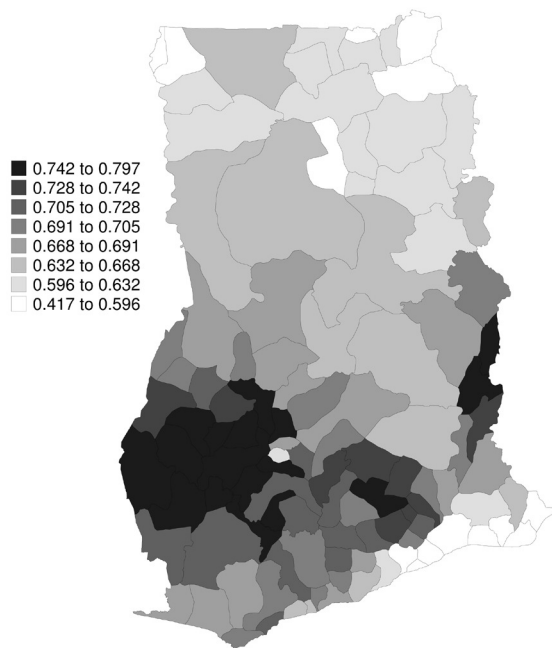 0.742 to 0.797
0.728 to 0.742
0.705 to 0.728
0.691 to 0.705
0.668 to 0.691
0.632 to 0.668
0.596 to 0.632
0.417 to 0.596